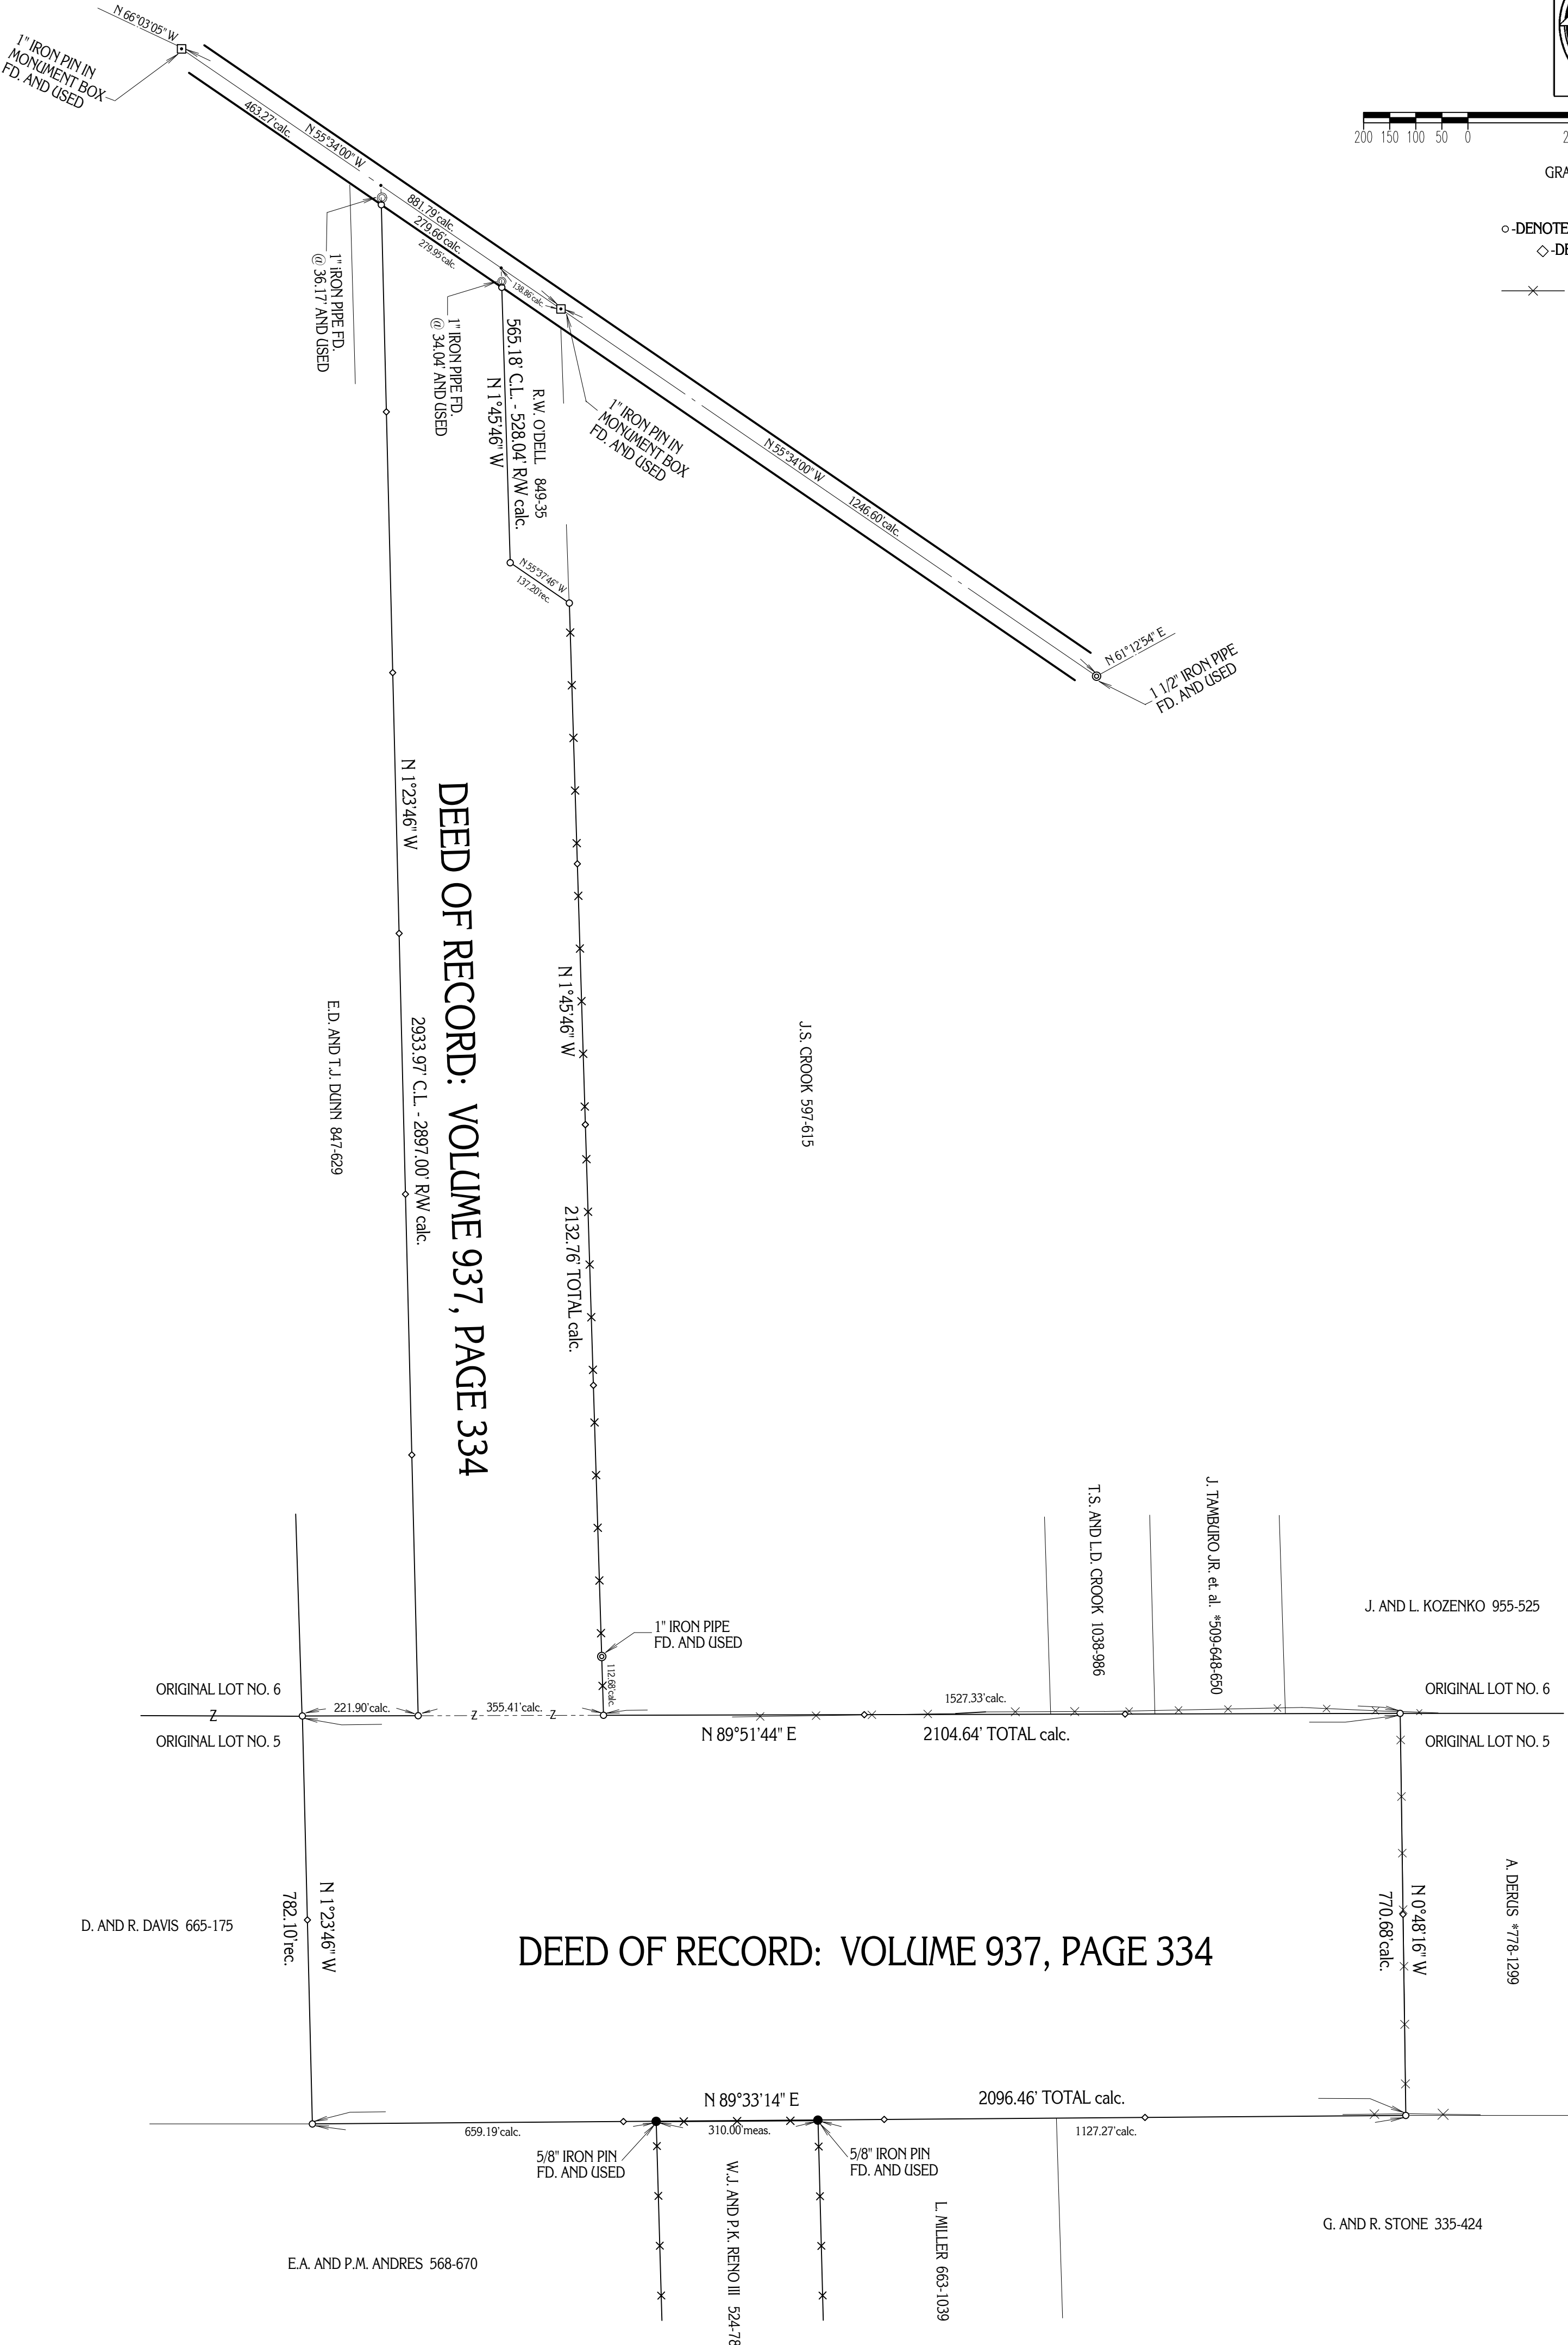 N 66°03'05" W
1" IRON PIN IN
MONUMENT BOX
FD. AND USED
463.27'calc.
N 55°34'00" W
200 150 100 50 0
GRA
-DENOTE
881.79'calc.
279.66'calc.
279.95'calc.
138.86'calc.
1" IRON PIPE FD.
@ 36.17' AND USED
1" IRON PIPE FD.
@ 34.04' AND USED
565.18' C.L. - 528.04' R/W calc.
N 1°45'46" W
R.W. O'DELL 849-35
1" IRON PIN IN
MONUMENT BOX
FD. AND USED
N 55°34'00" W
1246.60'calc.
N 55°37'46" W
137.20'rec.
N 61°12'54" E
1 1/2" IRON PIPE
FD. AND USED
N 1°23'46" W
2933.97' C.L. - 2897.00' R/W calc.
DEED OF RECORD: VOLUME 937, PAGE 334
E.D. AND T.J. DUNN 847-629
N 1°45'46" W
2132.76' TOTAL calc.
J.S. CROOK 597-615
T.S. AND L.D. CROOK 1038-986
J. TAMBURO JR. et. al. *509-648-650
J. AND L. KOZENKO 955-525
1" IRON PIPE
FD. AND USED
112.68'calc.
ORIGINAL LOT NO. 6
ORIGINAL LOT NO. 6
221.90'calc.
355.41'calc.
1527.33'calc.
Z
Z
Z
ORIGINAL LOT NO. 5
N 89°51'44" E
2104.64' TOTAL calc.
ORIGINAL LOT NO. 5
D. AND R. DAVIS 665-175
N 1°23'46" W
782.10'rec.
DEED OF RECORD: VOLUME 937, PAGE 334
N 0°48'16" W
770.68'calc.
A. DERUS *778-1299
N 89°33'14" E
2096.46' TOTAL calc.
659.19'calc.
310.00'meas.
1127.27'calc.
5/8" IRON PIN
FD. AND USED
5/8" IRON PIN
FD. AND USED
W.J. AND P.K. RENO III 524-78
L. MILLER 663-1039
G. AND R. STONE 335-424
E.A. AND P.M. ANDRES 568-670